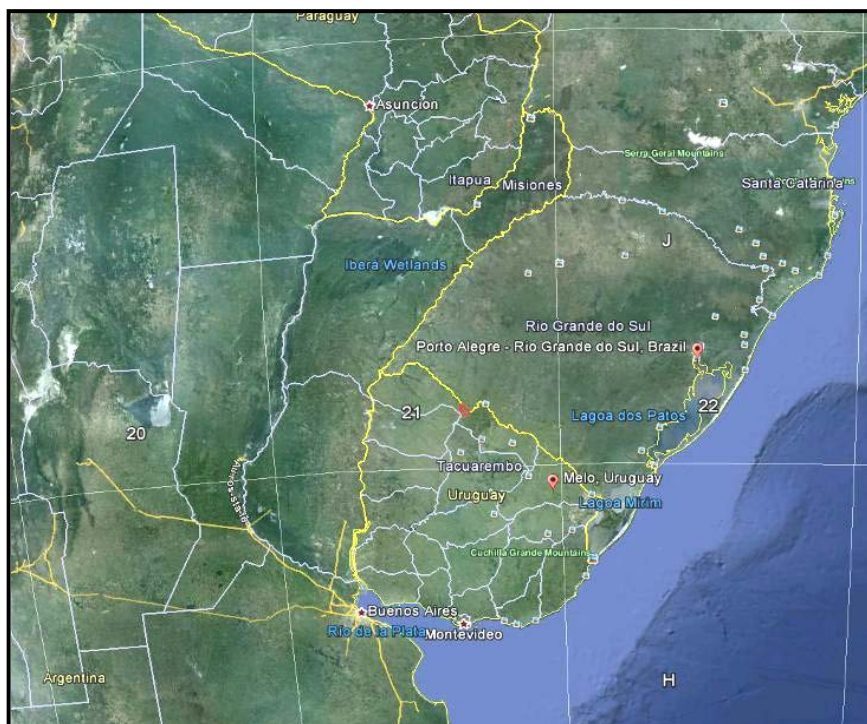 Paraguay
Asuncion
Serra Geral Mountains
Itapua
Misiones
Santa Catarina
J
Ibera Wetlands
Rio Grande do Sul
Porto Alegre - Rio Grande do Sul, Brazil
21
Lagoa dos Patos
22
20
Tacuarembo
Melo, Uruguay
Uruguay
Lagoa Mirim
Cuchilla Grande Mountains
Buenos Aires
Río de la Plata
Montevideo
Argentina
H